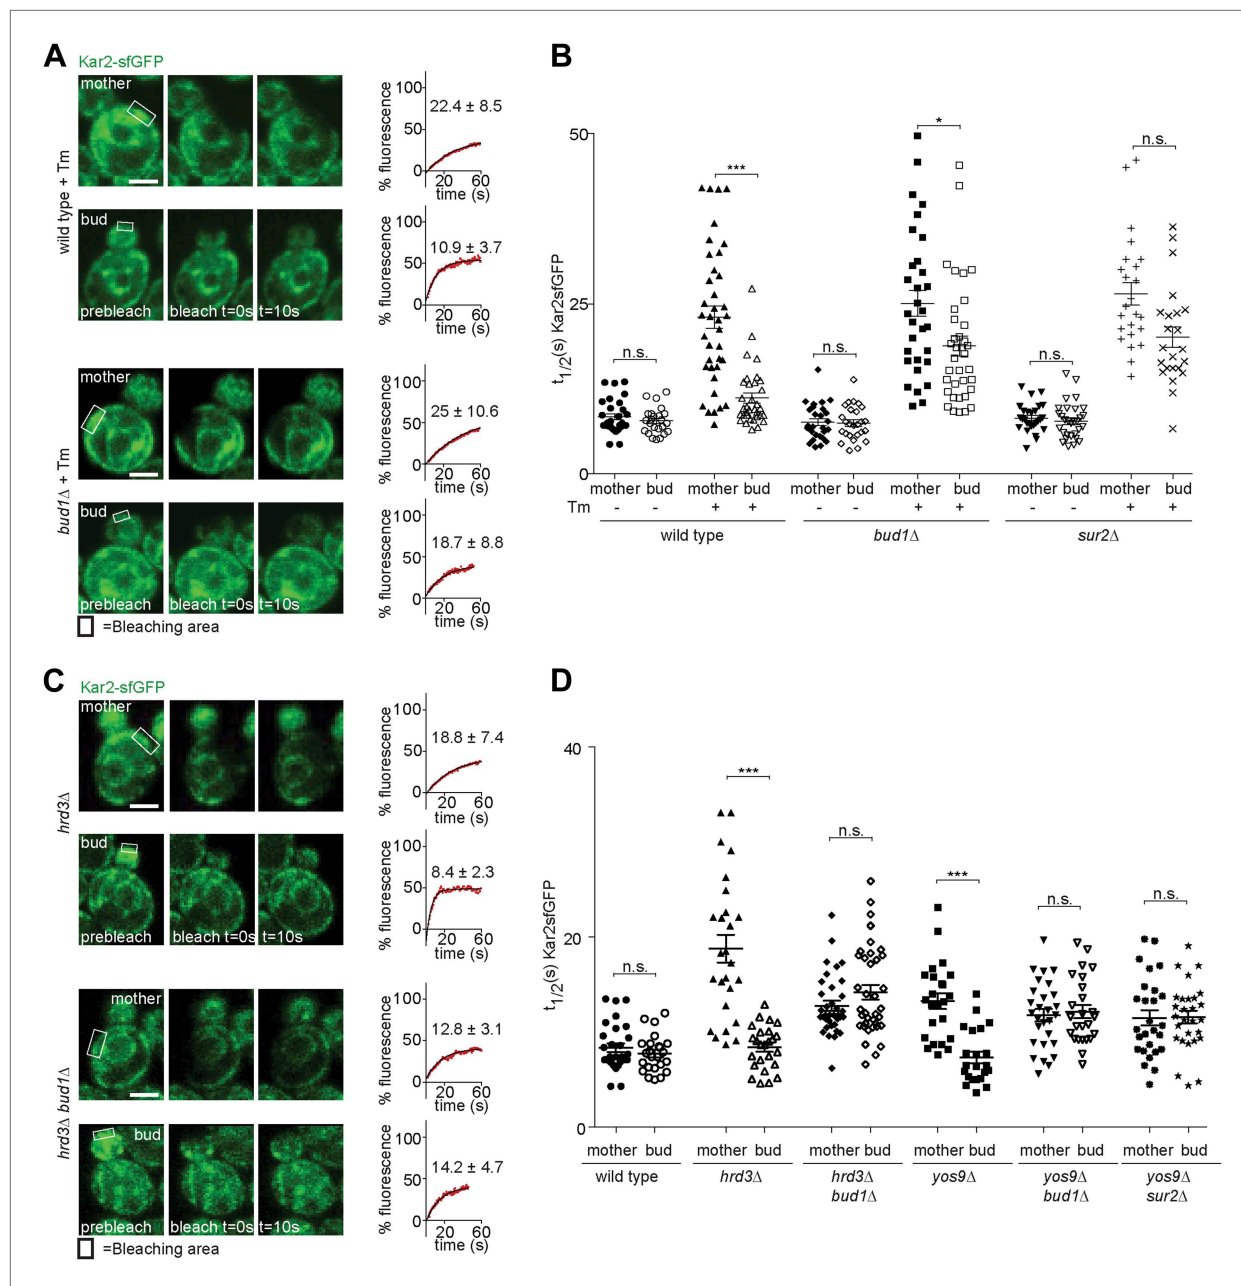 A
Kar2-sfGFP
wild type + Tm
mother
100
50
0
% fluorescence
22.4 ± 8.5
20 60
time (s)
bud
prebleach
bleach t=0s
t=10s
100
50
0
% fluorescence
10.9 ± 3.7
20 60
time (s)
bud1Δ + Tm
mother
100
50
0
% fluorescence
25 ± 10.6
20 60
time (s)
bud
prebleach
bleach t=0s
t=10s
100
50
0
% fluorescence
18.7 ± 8.8
20 60
time (s)
=Bleaching area
B
t1/2(s) Kar2sfGFP
50
25
0
n.s.
***
n.s.
*
n.s.
n.s.
mother bud mother bud mother bud mother bud mother bud mother bud
Tm - - + + - - + + - - + +
wild type bud1Δ sur2Δ
C
Kar2-sfGFP
hrd3Δ
mother
100
50
0
% fluorescence
18.8 ± 7.4
20 60
time (s)
bud
prebleach
bleach t=0s
t=10s
100
50
0
% fluorescence
8.4 ± 2.3
20 60
time (s)
hrd3Δ bud1Δ
mother
100
50
0
% fluorescence
12.8 ± 3.1
20 60
time (s)
bud
prebleach
bleach t=0s
t=10s
100
50
0
% fluorescence
14.2 ± 4.7
20 60
time (s)
=Bleaching area
D
t1/2(s) Kar2sfGFP
40
20
0
n.s.
***
n.s.
***
n.s.
n.s.
mother bud mother bud mother bud mother bud mother bud mother bud
wild type hrd3Δ hrd3Δ yos9Δ yos9Δ yos9Δ
bud1Δ bud1Δ sur2Δ